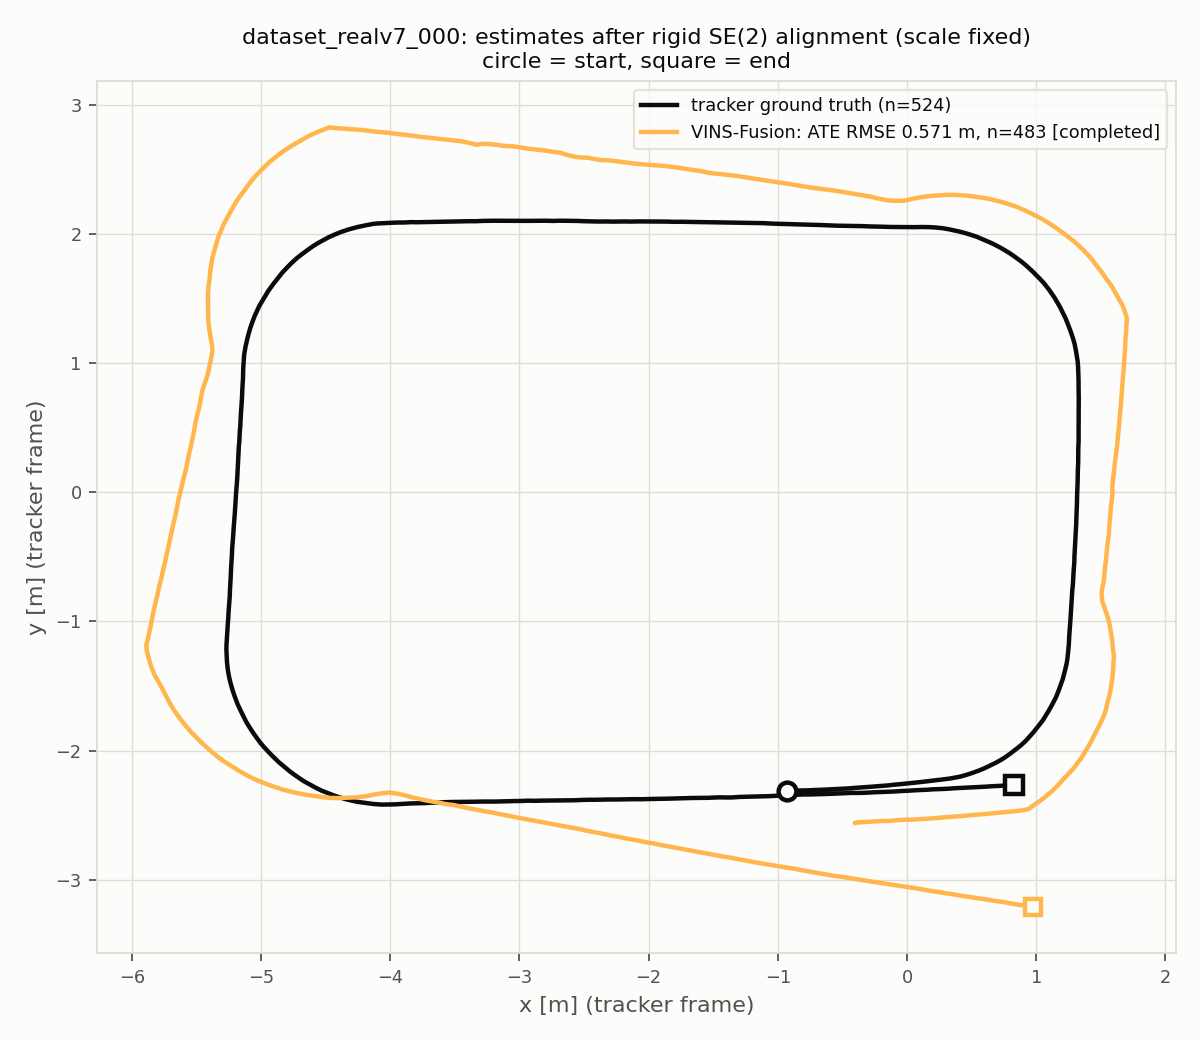 dataset_realv7_000: estimates after rigid SE(2) alignment (scale fixed)
circle = start, square = end
tracker ground truth (n=524)
VINS-Fusion: ATE RMSE 0.571 m, n=483 [completed]
3
2
1
0
−1
−2
−3
y [m] (tracker frame)
−6
−5
−4
−3
−2
−1
0
1
2
x [m] (tracker frame)